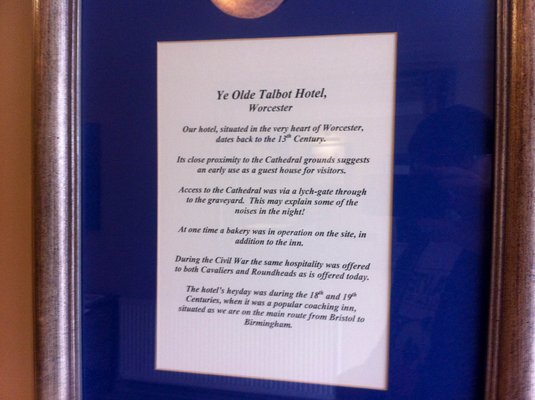 Ye Olde Talbot Hotel,
Worcester
Our hotel, situated in the very heart of Worcester,
dates back to the 13th Century.
Its close proximity to the Cathedral grounds suggests
an early use as a guest house for visitors.
Access to the Cathedral was via a lych-gate through
to the graveyard. This may explain some of the
noises in the night!
At one time a bakery was in operation on the site, in
addition to the inn.
During the Civil War the same hospitality was offered
to both Cavaliers and Roundheads as is offered today.
The hotel's heyday was during the 18th and 19th
Centuries, when it was a popular coaching inn,
situated as we are on the main route from Bristol to
Birmingham.